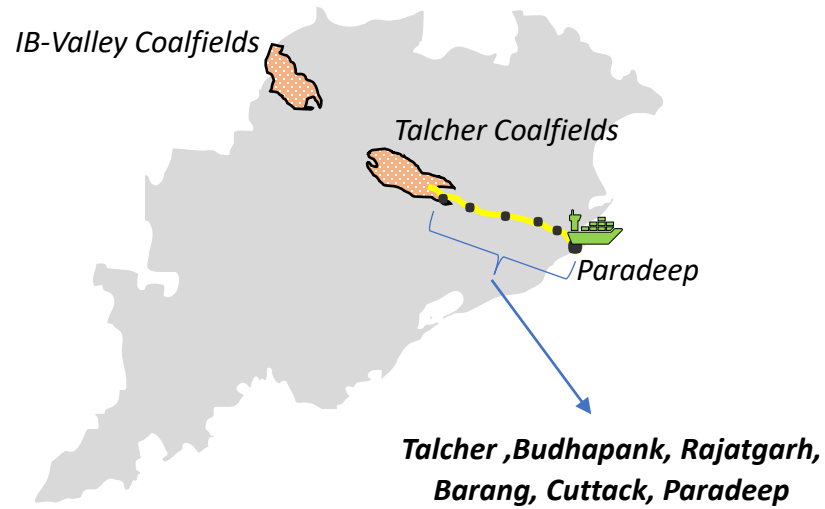 IB-Valley Coalfields
Talcher Coalfields
Paradeep
Talcher ,Budhapank, Rajatgarh,
Barang, Cuttack, Paradeep